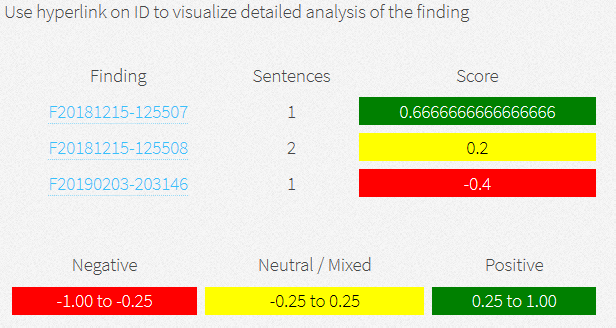 Use hyperlink on ID to visualize detailed analysis of the finding
Finding Sentences Score
F20181215-125507 1 0.6666666666666666
F20181215-125508 2 0.2
F20190203-203146 1 -0.4
Negative Neutral / Mixed Positive
-1.00 to -0.25 -0.25 to 0.25 0.25 to 1.00